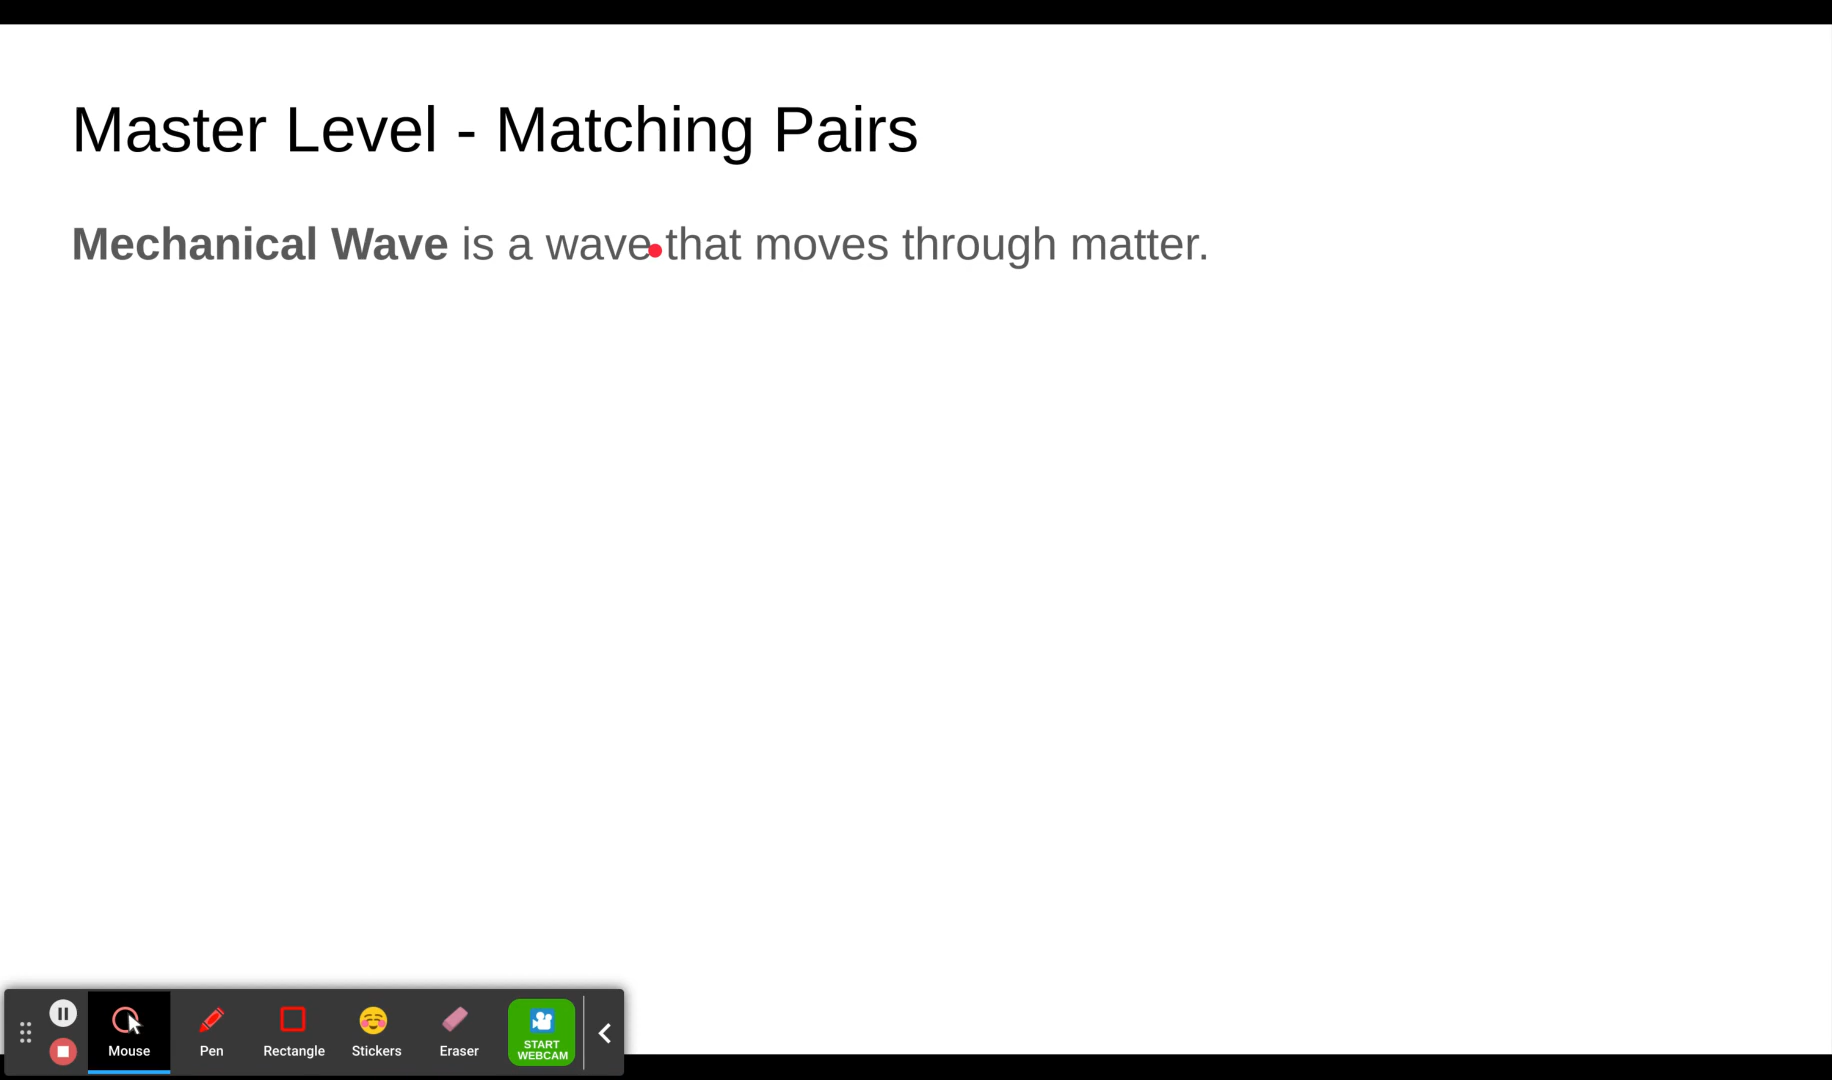 Master Level - Matching Pairs
Mechanical Wave is a wave that moves through matter.
Mouse
Pen
Rectangle
Stickers
Eraser
START
WEBCAM